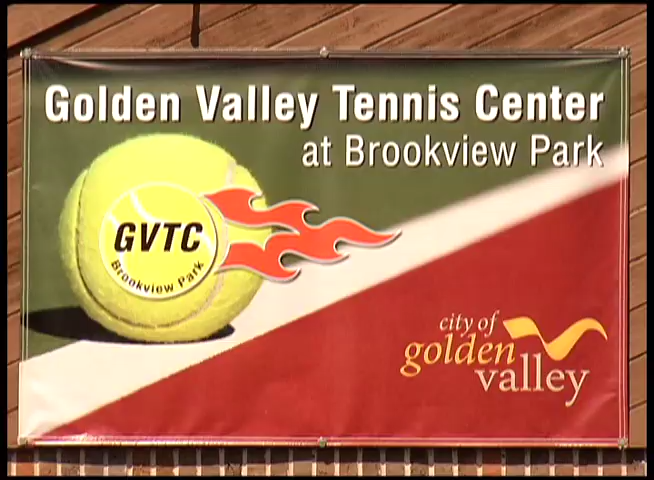 Golden Valley Tennis Center
at Brookview Park
GVTC
Brookview Park
city of
golden
valley